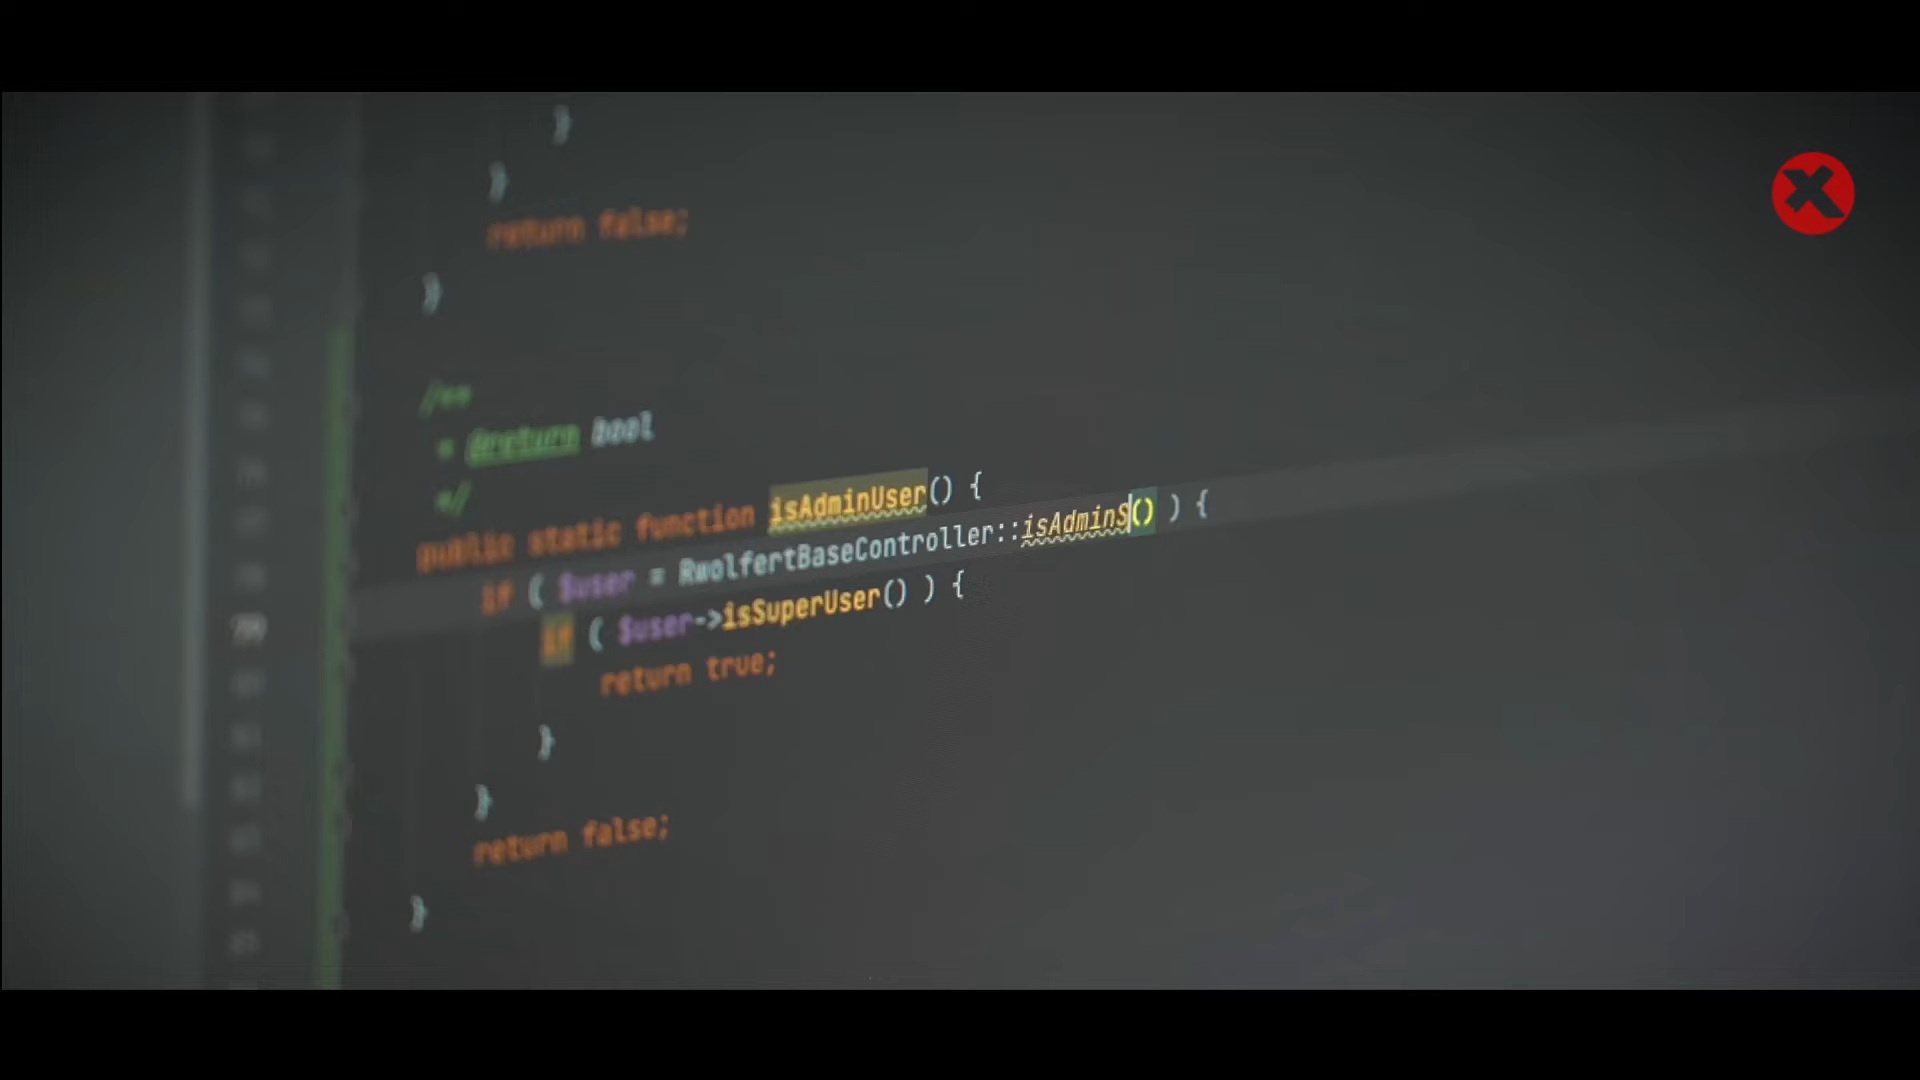 }
}
return false;
}
/**
* @return bool
*/
public static function isAdminUser() {
if ( $user = RwolfertBaseController::isAdminS() ) {
if ( $user->isSuperUser() ) {
return true;
}
}
return false;
}